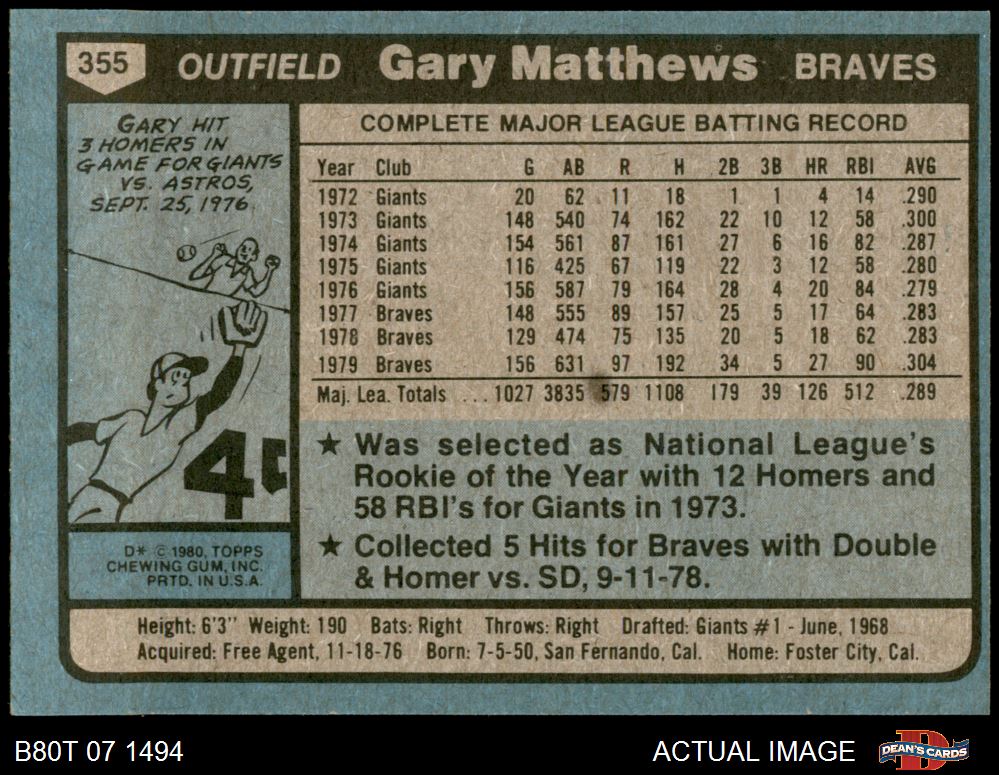 355 OUTFIELD Gary Matthews BRAVES
GARY HIT
3 HOMERS IN
GAME FOR GIANTS
VS. ASTROS,
SEPT. 25, 1976.
45
D* © 1980, TOPPS
CHEWING GUM, INC.
PRTD. IN U.S.A.
COMPLETE MAJOR LEAGUE BATTING RECORD
Year Club G AB R H 2B 3B HR RBI AVG
1972 Giants 20 62 11 18 1 1 4 14 .290
1973 Giants 148 540 74 162 22 10 12 58 .300
1974 Giants 154 561 87 161 27 6 16 82 .287
1975 Giants 116 425 67 119 22 3 12 58 .280
1976 Giants 156 587 79 164 28 4 20 84 .279
1977 Braves 148 555 89 157 25 5 17 64 .283
1978 Braves 129 474 75 135 20 5 18 62 .283
1979 Braves 156 631 97 192 34 5 27 90 .304
Maj. Lea. Totals ... 1027 3835 579 1108 179 39 126 512 .289
★ Was selected as National League's
Rookie of the Year with 12 Homers and
58 RBI's for Giants in 1973.
★ Collected 5 Hits for Braves with Double
& Homer vs. SD, 9-11-78.
Height: 6'3" Weight: 190 Bats: Right Throws: Right Drafted: Giants #1 - June, 1968
Acquired: Free Agent, 11-18-76 Born: 7-5-50, San Fernando, Cal. Home: Foster City, Cal.
B80T 07 1494 ACTUAL IMAGE D DEAN'S CARDS